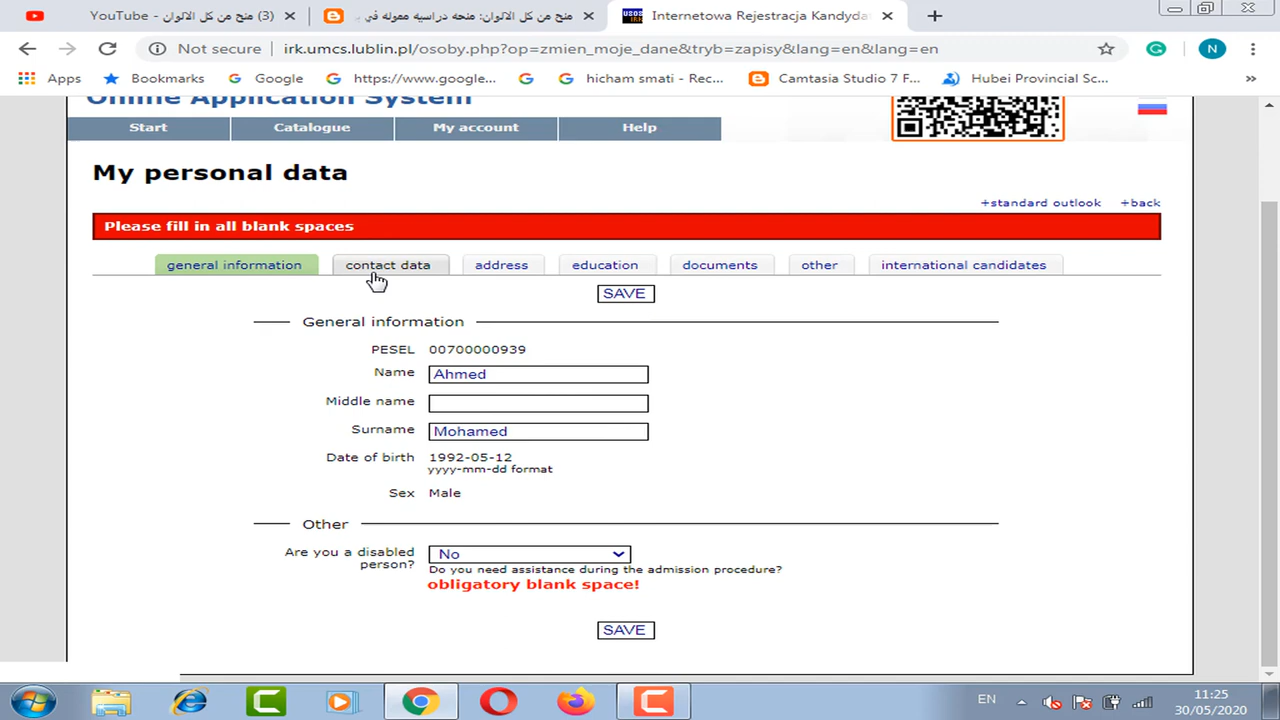 YouTube - منح من كل الالوان (3)
منح من كل الالوان: منحه دراسيه مموله في بـ
Internetowa Rejestracja Kandyda
Not secure
irk.umcs.lublin.pl/osoby.php?op=zmien_moje_dane&tryb=zapisy&lang=en&lang=en
N
Apps
Bookmarks
Google
https://www.google...
hicham smati - Rec...
Camtasia Studio 7 F...
Hubei Provincial Sc...
»
Online Application System
Start
Catalogue
My account
Help
My personal data
+standard outlook
+back
Please fill in all blank spaces
general information
contact data
address
education
documents
other
international candidates
SAVE
General information
PESEL 00700000939
Name Ahmed
Middle name
Surname Mohamed
Date of birth 1992-05-12
yyyy-mm-dd format
Sex Male
Other
Are you a disabled person? No
Do you need assistance during the admission procedure?
obligatory blank space!
SAVE
EN
11:25
30/05/2020